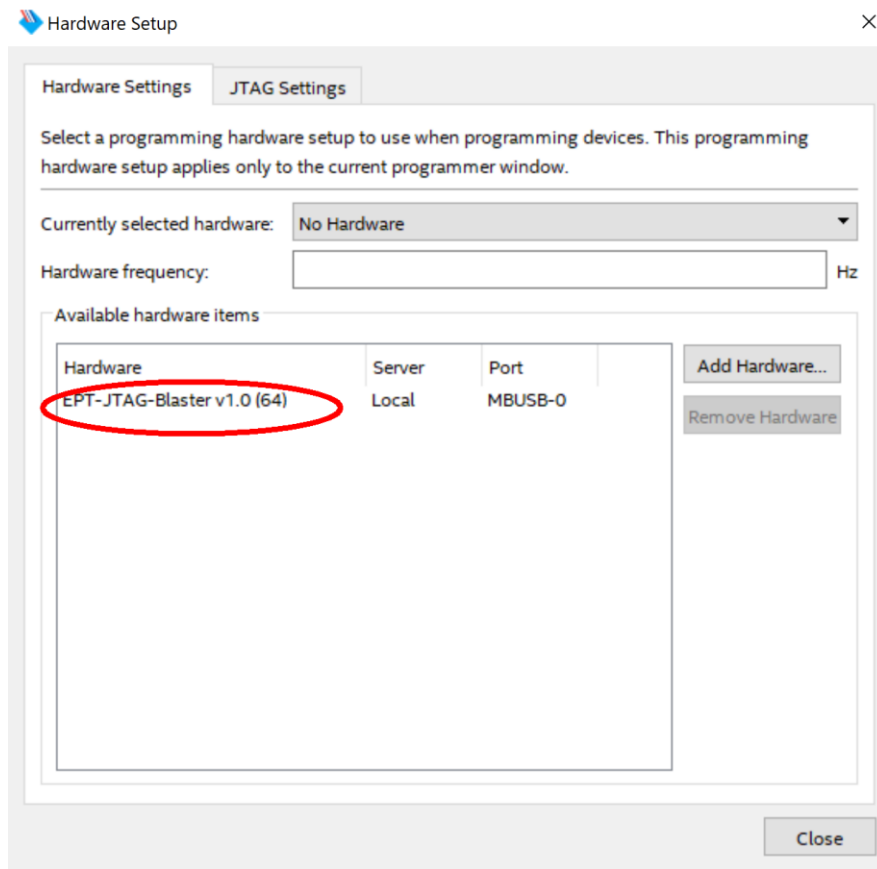 Hardware Setup
Hardware Settings
JTAG Settings
Select a programming hardware setup to use when programming devices. This programming
hardware setup applies only to the current programmer window.
Currently selected hardware: No Hardware
Hardware frequency: Hz
Available hardware items
Hardware Server Port
EPT-JTAG-Blaster v1.0 (64) Local MBUSB-0
Add Hardware...
Remove Hardware
Close